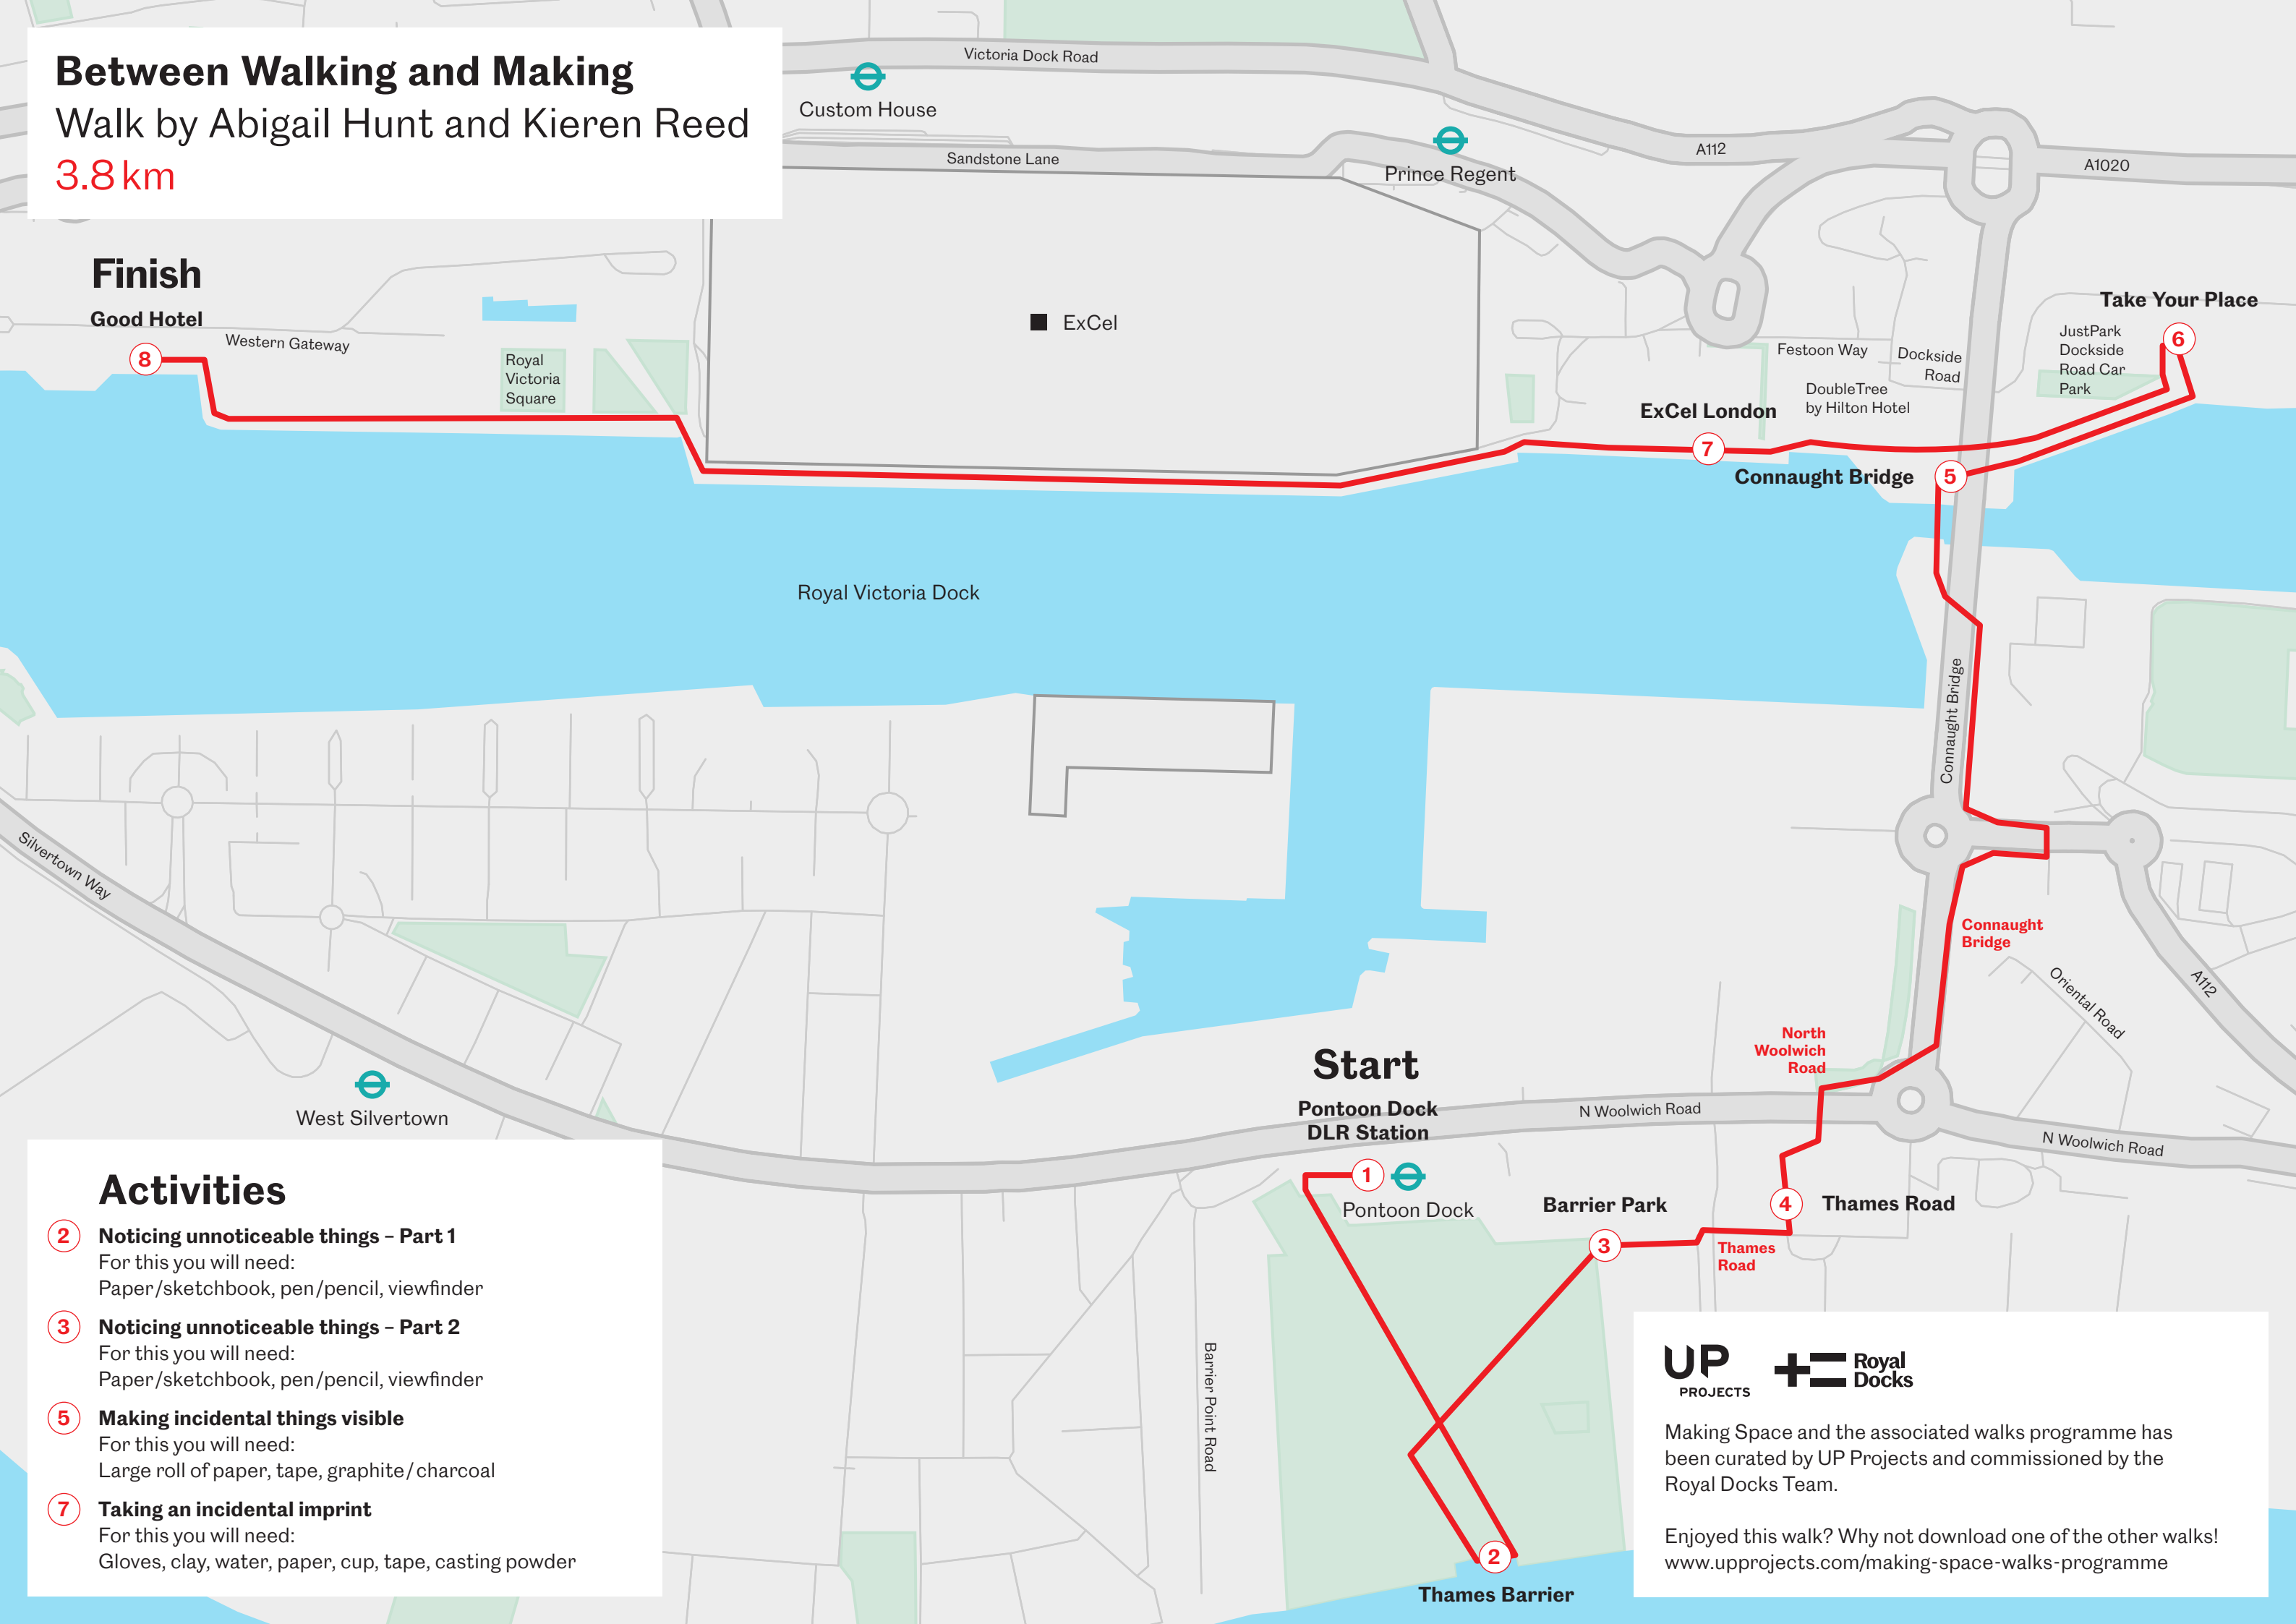 Between Walking and Making
Walk by Abigail Hunt and Kieren Reed
3.8 km
Victoria Dock Road
Custom House
Sandstone Lane
Prince Regent
A112
A1020
Finish
Good Hotel
8
Western Gateway
Royal
Victoria
Square
ExCel
Festoon Way
Dockside
Road
DoubleTree
by Hilton Hotel
Take Your Place
JustPark
Dockside
Road Car
Park
6
ExCel London
7
Connaught Bridge
5
Royal Victoria Dock
Connaught Bridge
Silvertown Way
Connaught
Bridge
Oriental Road
A112
North
Woolwich
Road
West Silvertown
Start
Pontoon Dock
DLR Station
N Woolwich Road
N Woolwich Road
1
Pontoon Dock
Barrier Park
3
4
Thames Road
Thames
Road
Barrier Point Road
2
Thames Barrier
Activities
2
Noticing unnoticeable things – Part 1
For this you will need:
Paper/sketchbook, pen/pencil, viewfinder
3
Noticing unnoticeable things – Part 2
For this you will need:
Paper/sketchbook, pen/pencil, viewfinder
5
Making incidental things visible
For this you will need:
Large roll of paper, tape, graphite/charcoal
7
Taking an incidental imprint
For this you will need:
Gloves, clay, water, paper, cup, tape, casting powder
UP
PROJECTS
Royal
Docks
Making Space and the associated walks programme has
been curated by UP Projects and commissioned by the
Royal Docks Team.
Enjoyed this walk? Why not download one of the other walks!
www.upprojects.com/making-space-walks-programme